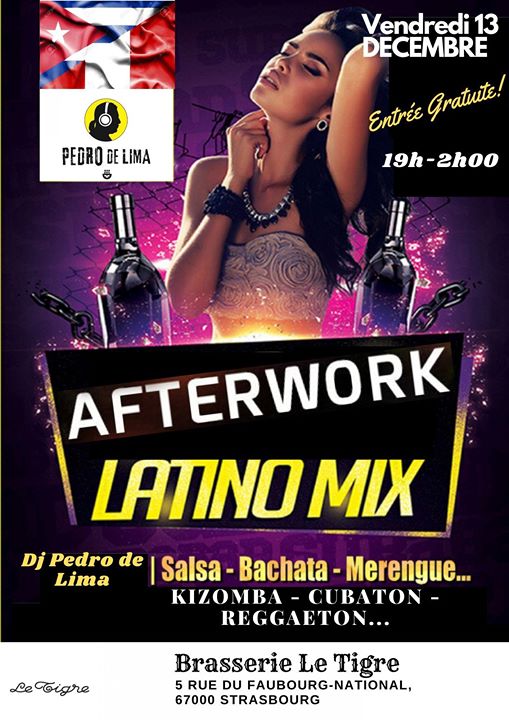 Vendredi 13
DECEMBRE
Entrée Gratuite!
19h-2h00
PEDRO DE LIMA
AFTERWORK
LATINO MIX
Dj Pedro de
Lima
| Salsa - Bachata - Merengue...
KIZOMBA - CUBATON -
REGGAETON...
Brasserie Le Tigre
Le Tigre
5 RUE DU FAUBOURG-NATIONAL,
67000 STRASBOURG